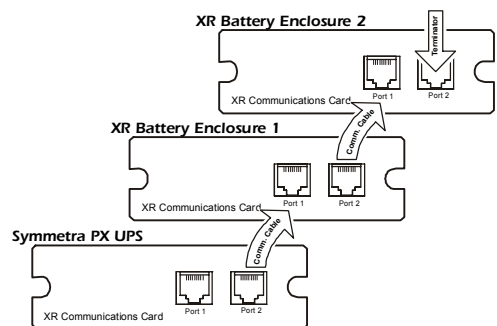 XR Battery Enclosure 2
Terminator
Port 1
Port 2
XR Communications Card
XR Battery Enclosure 1
Comm. Cable
Port 1
Port 2
XR Communications Card
Symmetra PX UPS
Comm. Cable
Port 1
Port 2
XR Communications Card